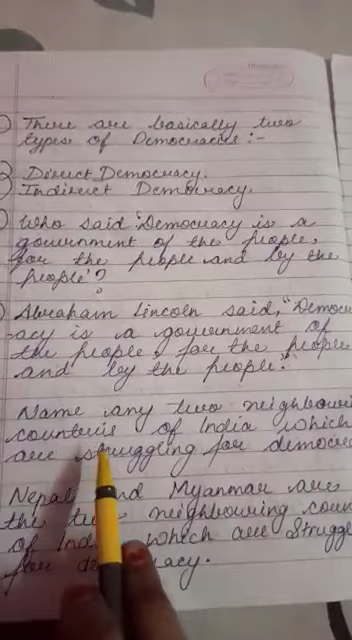 There are basically two
types of Democracies :-
Direct Democracy.
Indirect Democracy.
Who said "Democracy is a
government of the people,
for the people and by the
people"?
Abraham Lincoln said, "Democ
-acy is a government of
the people, for the people
and by the people."
Name any two neighbouri
countries of India which
are struggling for democra
Nepal and Myanmar are
the two neighbouring coun
of India which are struggl
for democracy.